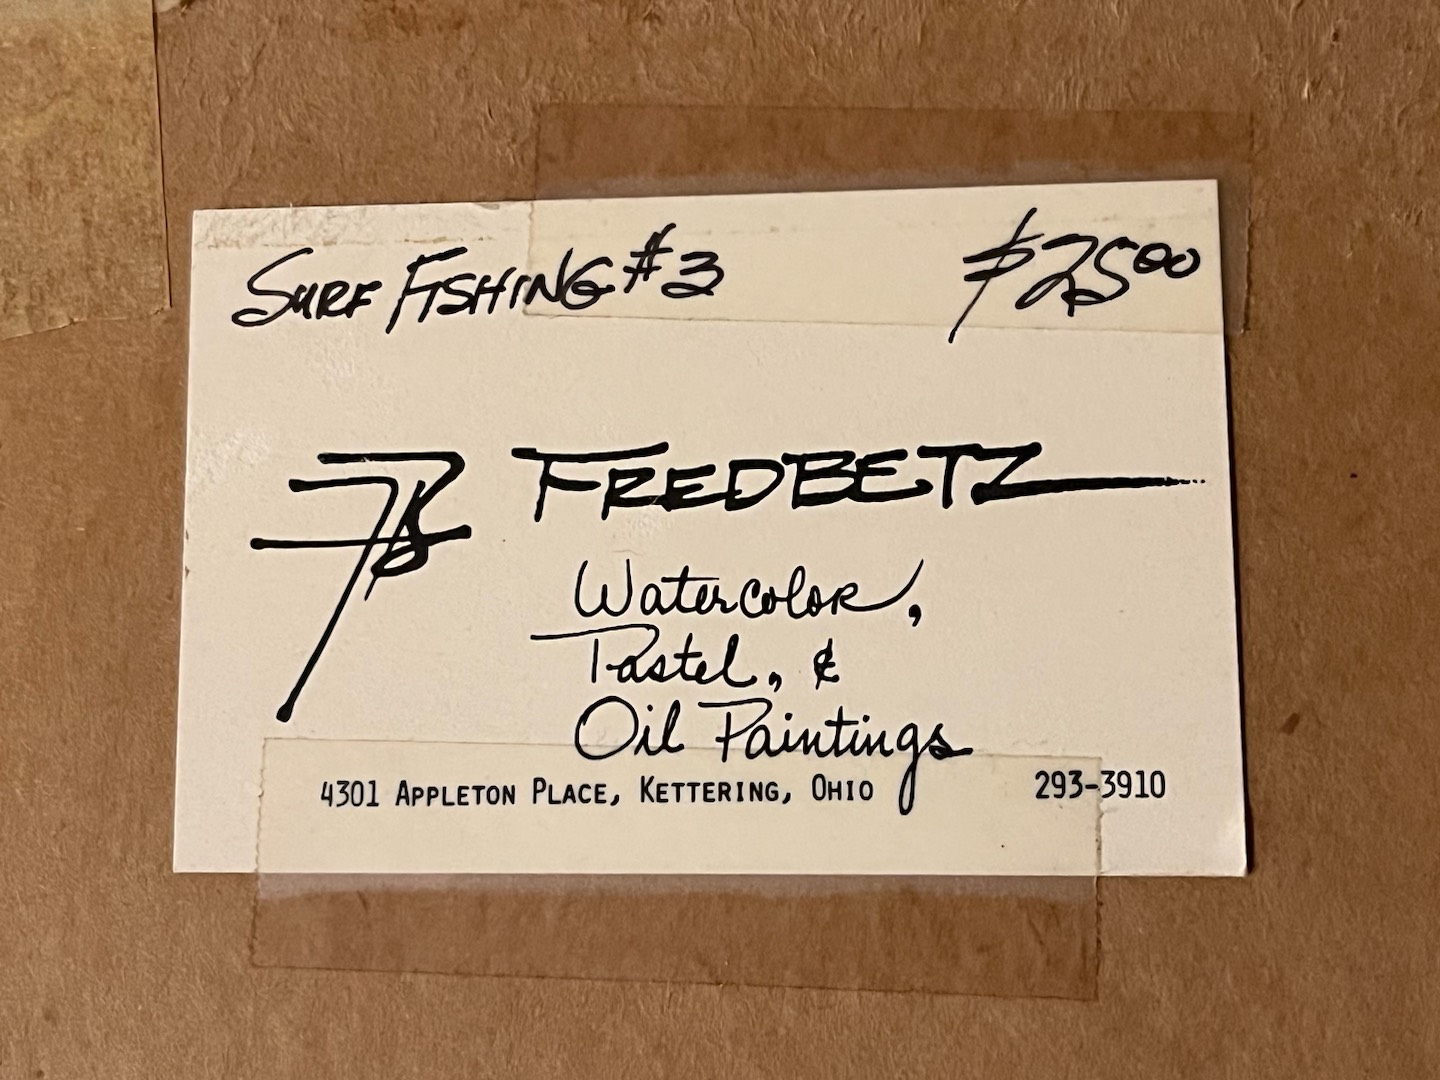 SURF FISHING #3 $25.00
FB FREDBETZ
Watercolor,
Pastel, &
Oil Paintings
4301 APPLETON PLACE, KETTERING, OHIO 293-3910